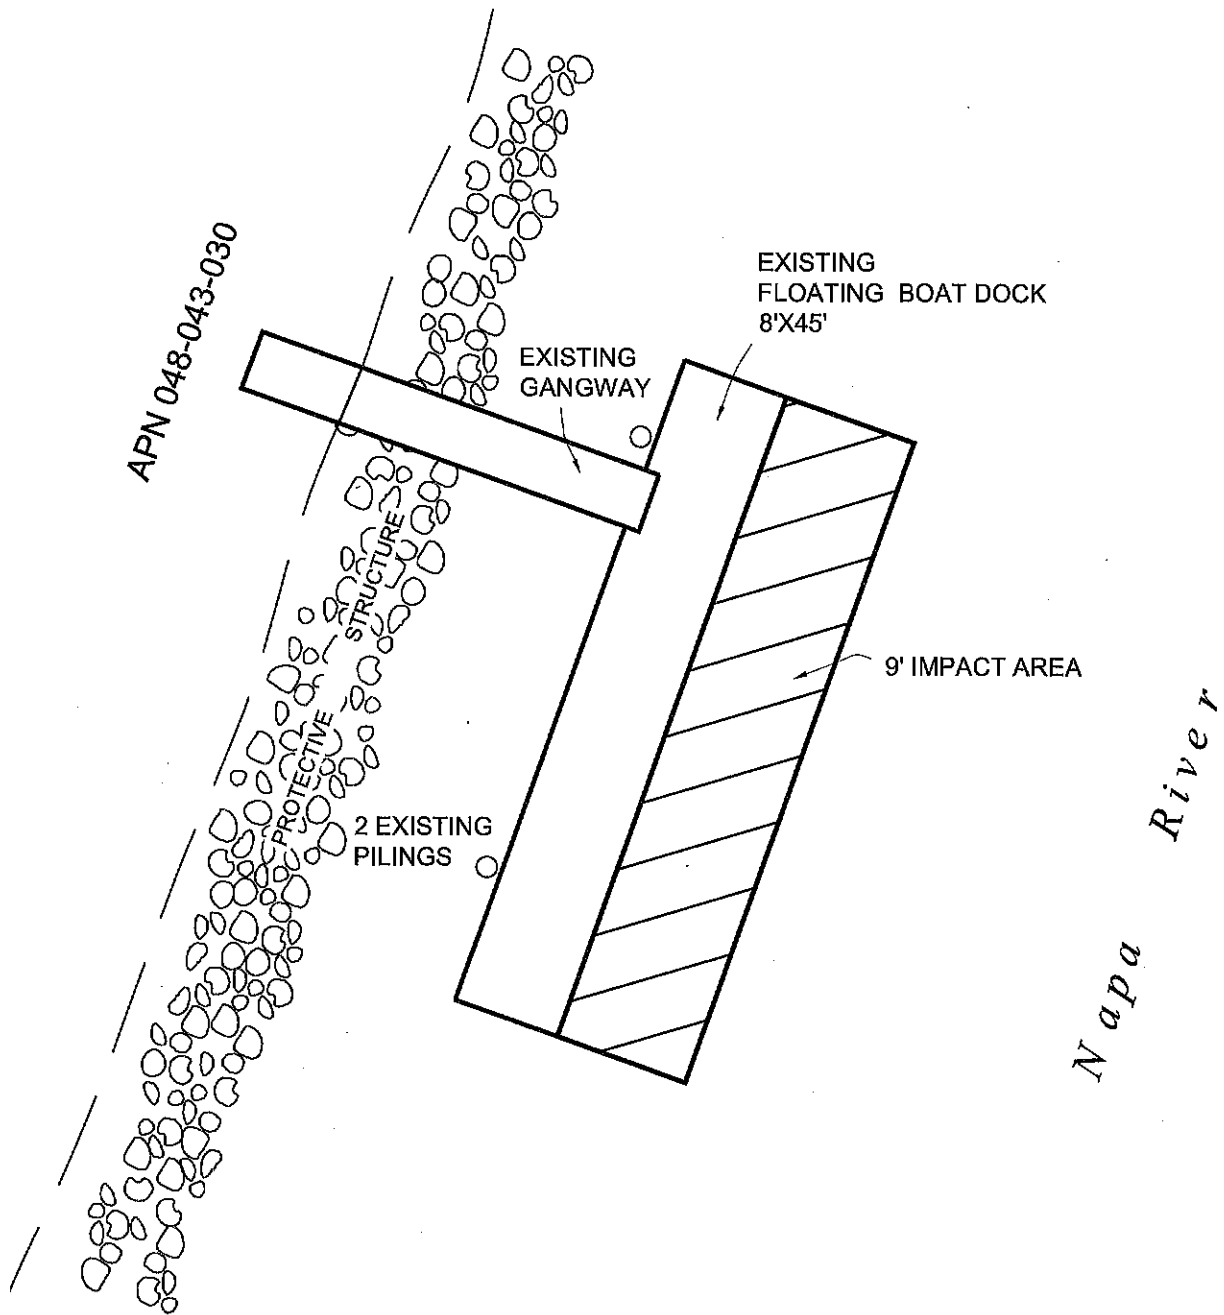 APN 048-043-030
EXISTING
FLOATING BOAT DOCK
8'X45'
EXISTING
GANGWAY
PROTECTIVE STRUCTURE
9' IMPACT AREA
2 EXISTING
PILINGS
Napa River